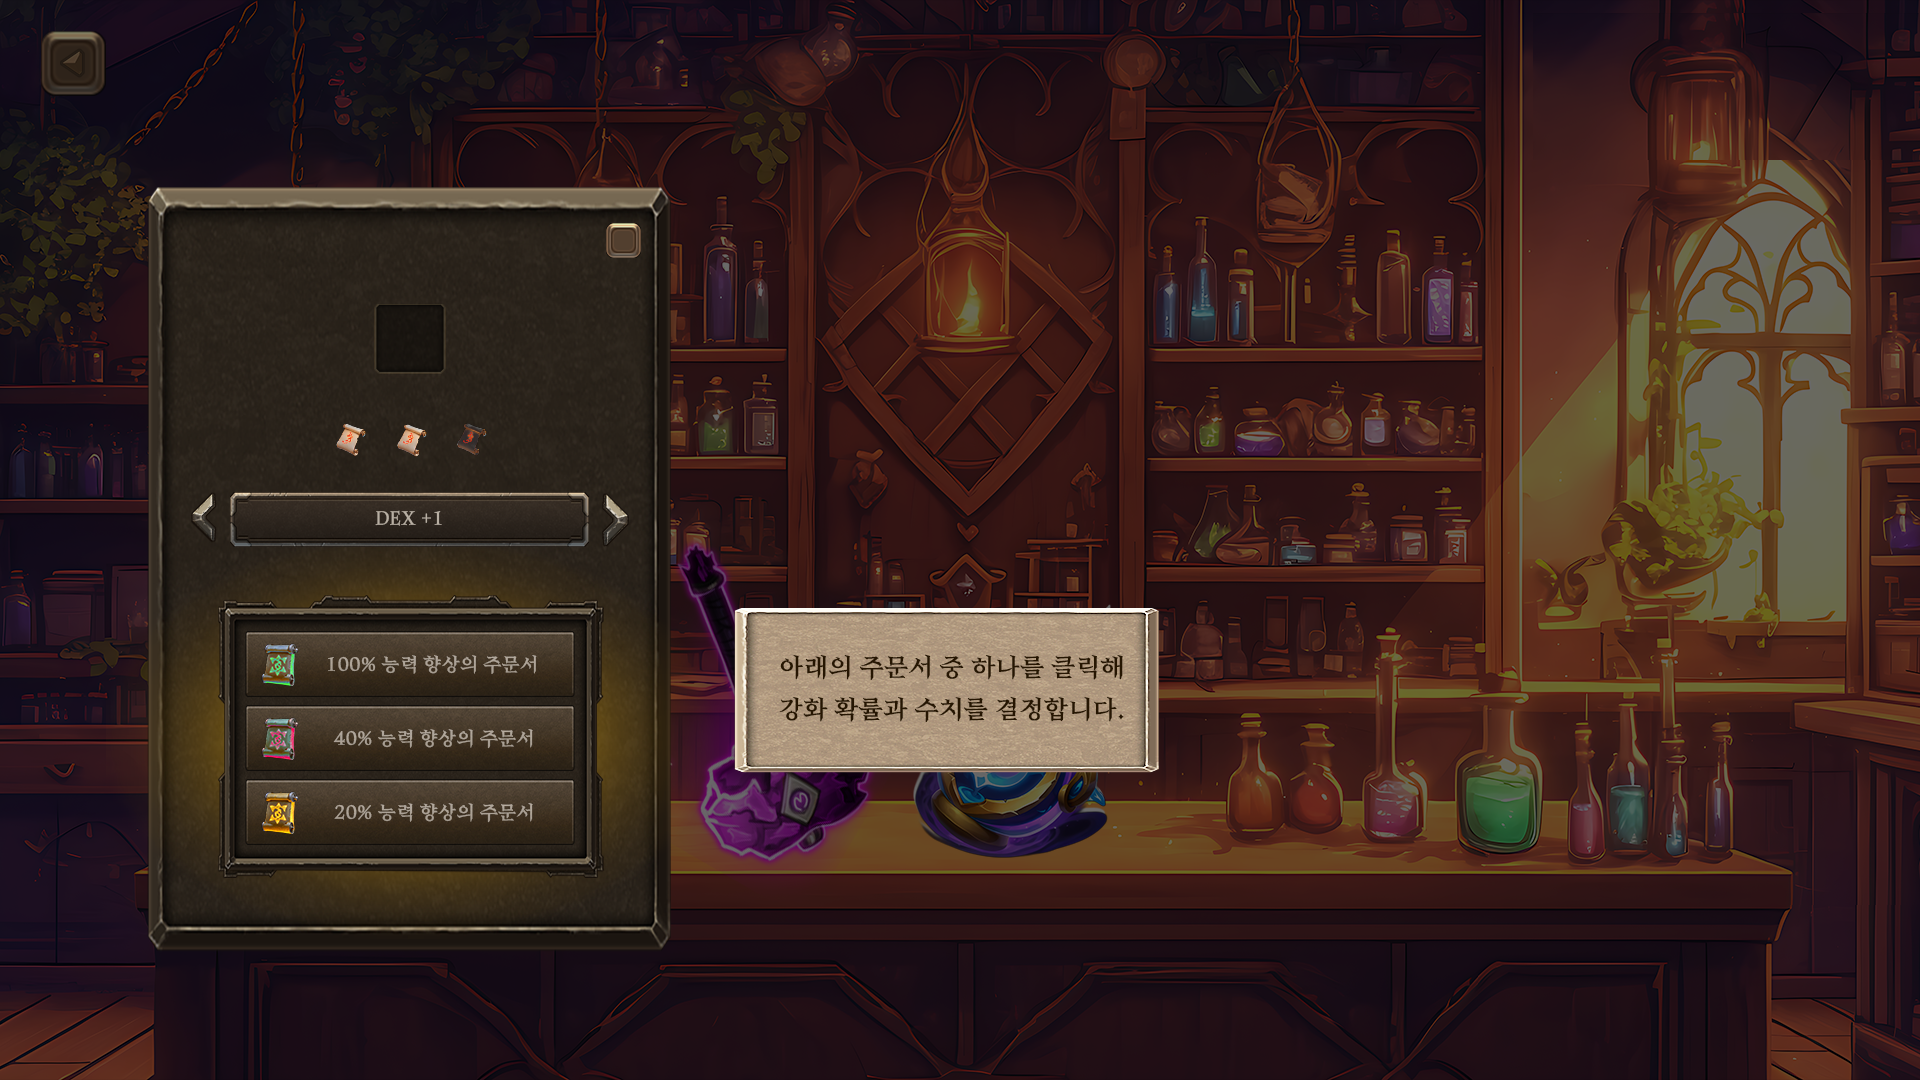 DEX +1
100% 능력 향상의 주문서
40% 능력 향상의 주문서
20% 능력 향상의 주문서
아래의 주문서 중 하나를 클릭해
강화 확률과 수치를 결정합니다.